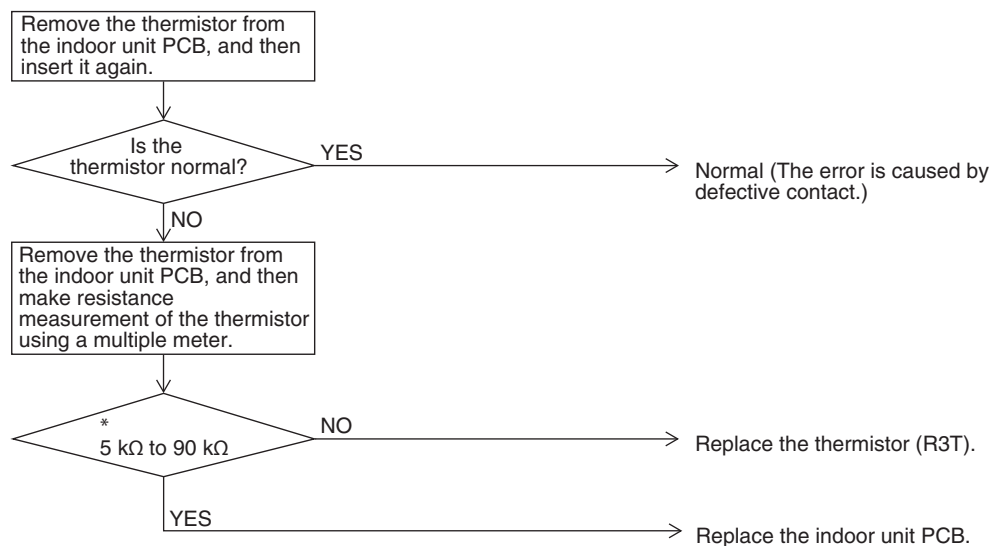 Remove the thermistor from
the indoor unit PCB, and then
insert it again.
Is the
thermistor normal?
YES
Normal (The error is caused by
defective contact.)
NO
Remove the thermistor from
the indoor unit PCB, and then
make resistance
measurement of the thermistor
using a multiple meter.
*
5 kΩ to 90 kΩ
NO
Replace the thermistor (R3T).
YES
Replace the indoor unit PCB.